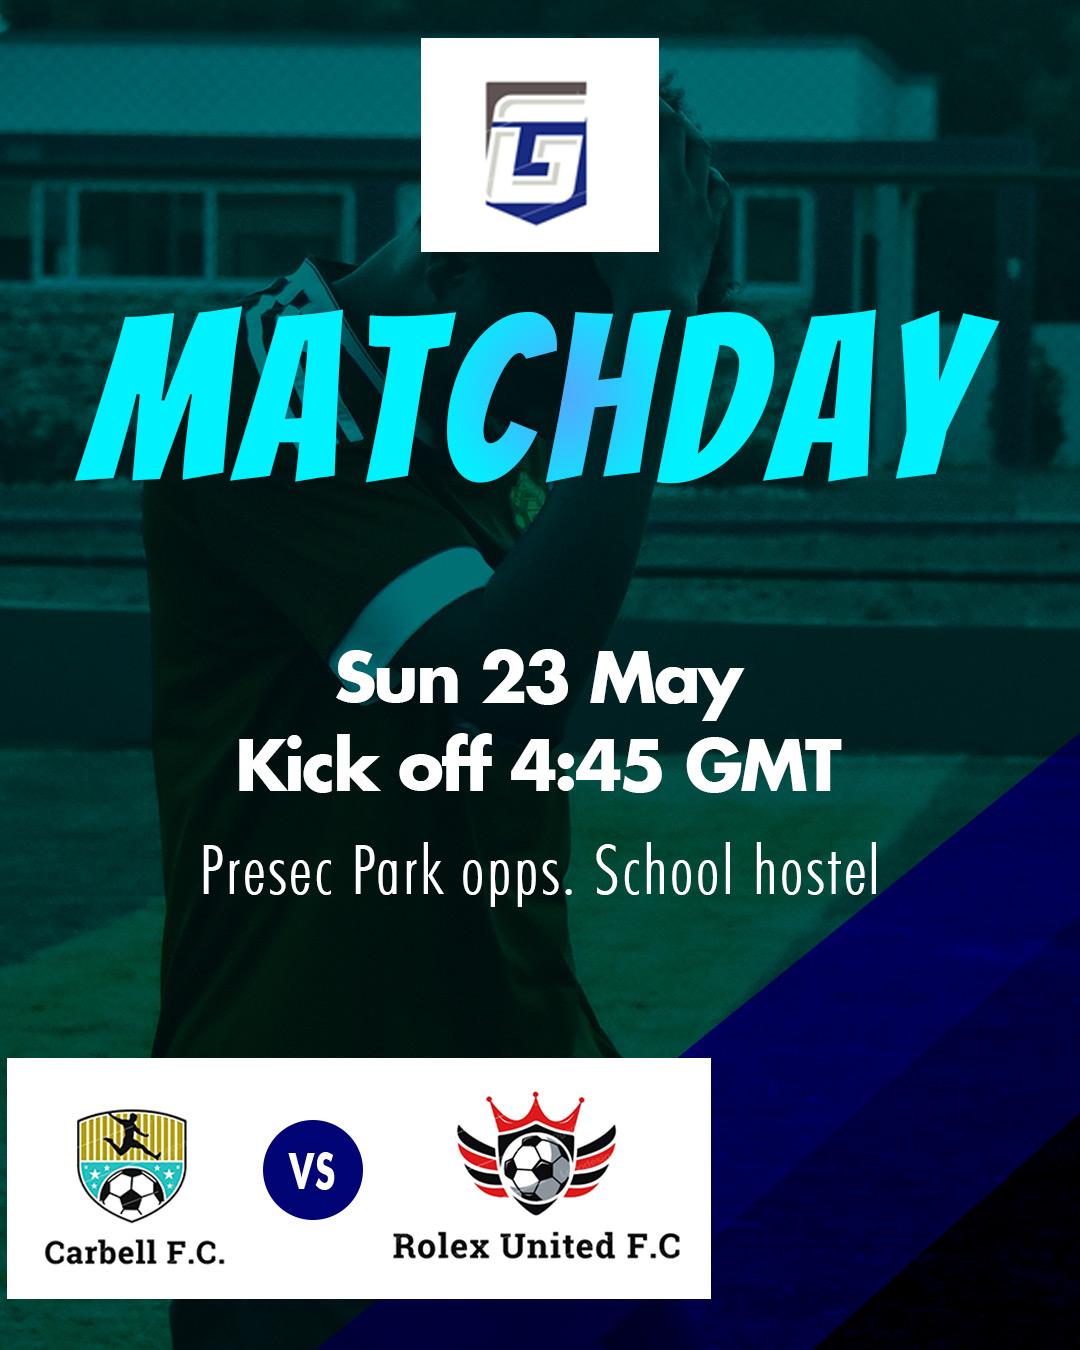 MATCHDAY
Sun 23 May
Kick off 4:45 GMT
Presec Park opps. School hostel
VS
Carbell F.C.
Rolex United F.C